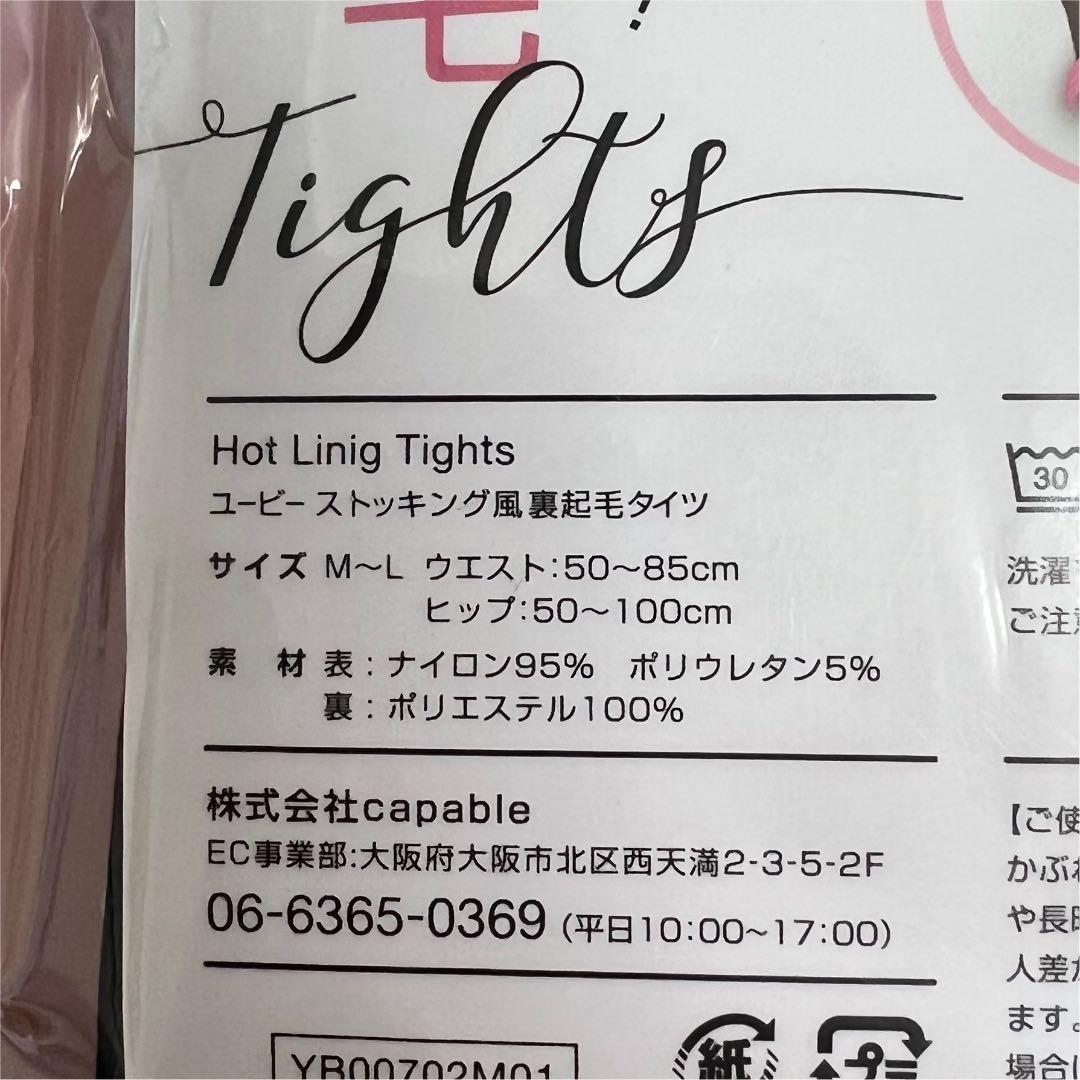 毛
!
Tights
Hot Linig Tights
ユービー ストッキング風裏起毛タイツ
サイズ M～L ウエスト:50～85cm
ヒップ:50～100cm
素 材 表 : ナイロン95% ポリウレタン5%
裏 : ポリエステル100%
株式会社capable
EC事業部:大阪府大阪市北区西天満2-3-5-2F
06-6365-0369 (平日10:00~17:00)
YB00702M01
紙
プ
30
洗濯
ご注意
【ご使
かぶれ
や長時
人差が
ます。
場合は